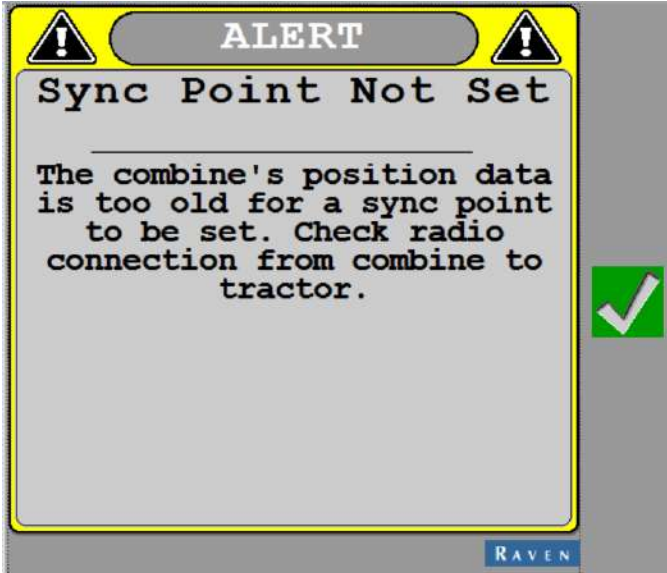 ALERT
Sync Point Not Set
The combine's position data
is too old for a sync point
to be set. Check radio
connection from combine to
tractor.
RAVEN